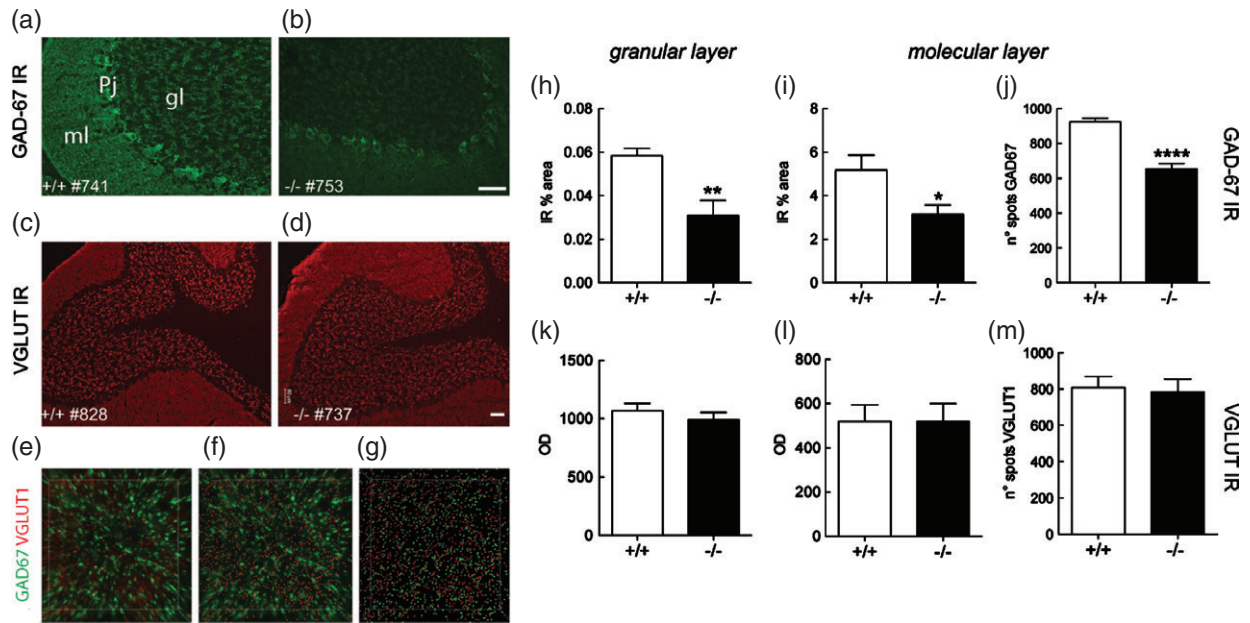 (a)
(b)
GAD-67 IR
Pj
gl
ml
+/+ #741
-/- #753
(c)
(d)
VGLUT IR
+/+ #828
-/- #737
(e)
(f)
(g)
GAD67 VGLUT1
granular layer
molecular layer
(h)
IR % area
0.08
0.06
0.04
0.02
0.00
**
+/+
-/-
(i)
IR % area
8
6
4
2
0
*
+/+
-/-
(j)
n° spots GAD67
1000
800
600
400
200
0
****
+/+
-/-
GAD-67 IR
(k)
OD
1500
1000
500
0
+/+
-/-
(l)
OD
800
600
400
200
0
+/+
-/-
(m)
n° spots VGLUT1
1000
800
600
400
200
0
+/+
-/-
VGLUT IR